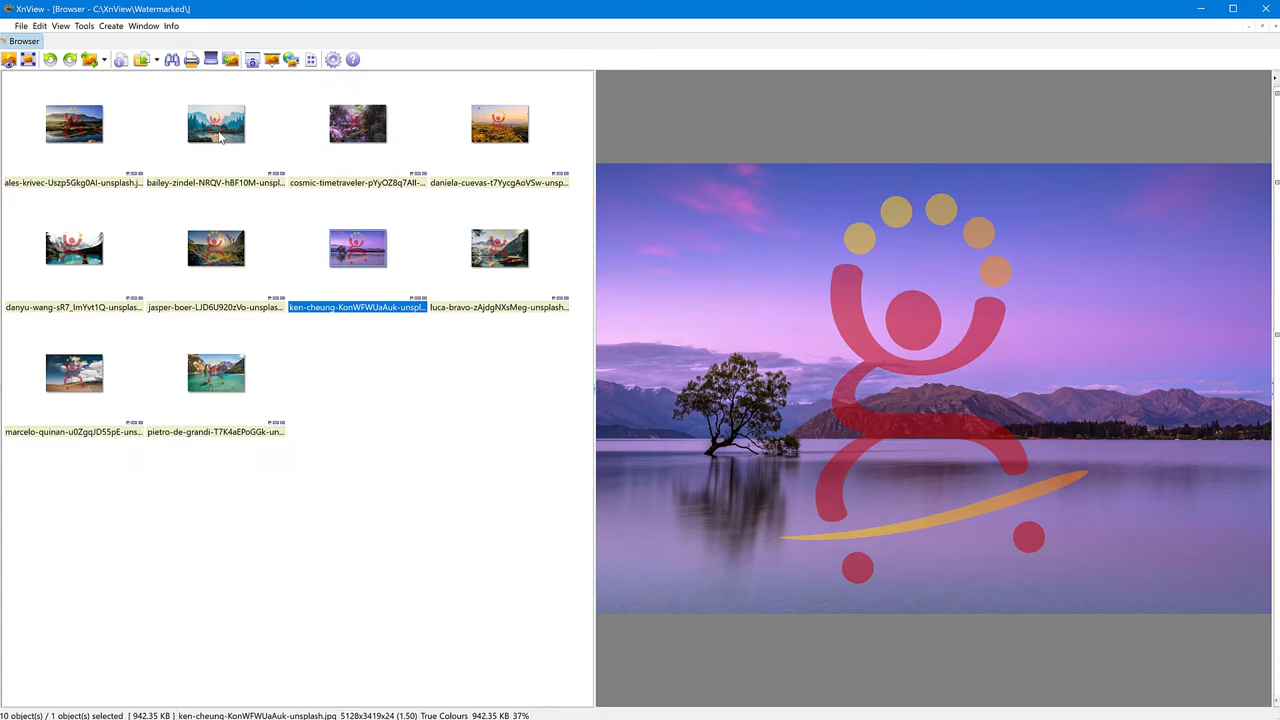 XnView - [Browser - C:\XnView\Watermarked\]
File Edit View Tools Create Window Info
Browser
ales-krivec-Uszp5Gkg0AI-unsplash.j... bailey-zindel-NRQV-hBF10M-unspl... cosmic-timetraveler-pYyOZ8q7AII-... daniela-cuevas-t7YycgAoVSw-unsp...
danyu-wang-sR7_ImYvt1Q-unsplas... jasper-boer-LJD6U920zVo-unsplas... ken-cheung-KonWFWUaAuk-unspl... luca-bravo-zAjdgNXsMeg-unsplash...
marcelo-quinan-u0ZgqJD55pE-uns... pietro-de-grandi-T7K4aEPoGGk-un...
10 object(s) / 1 object(s) selected [ 942.35 KB ] ken-cheung-KonWFWUaAuk-unsplash.jpg 5128x3419x24 (1.50) True Colours 942.35 KB 37%